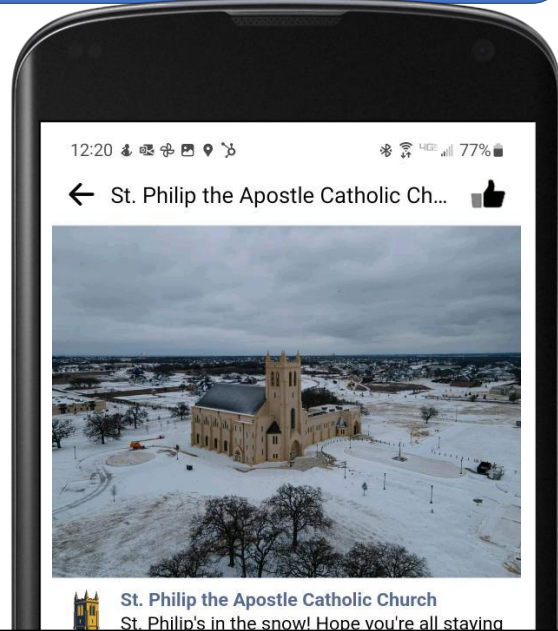 12:20 4G 77%
St. Philip the Apostle Catholic Ch...
St. Philip the Apostle Catholic Church
St. Philip's in the snow! Hope you're all staying